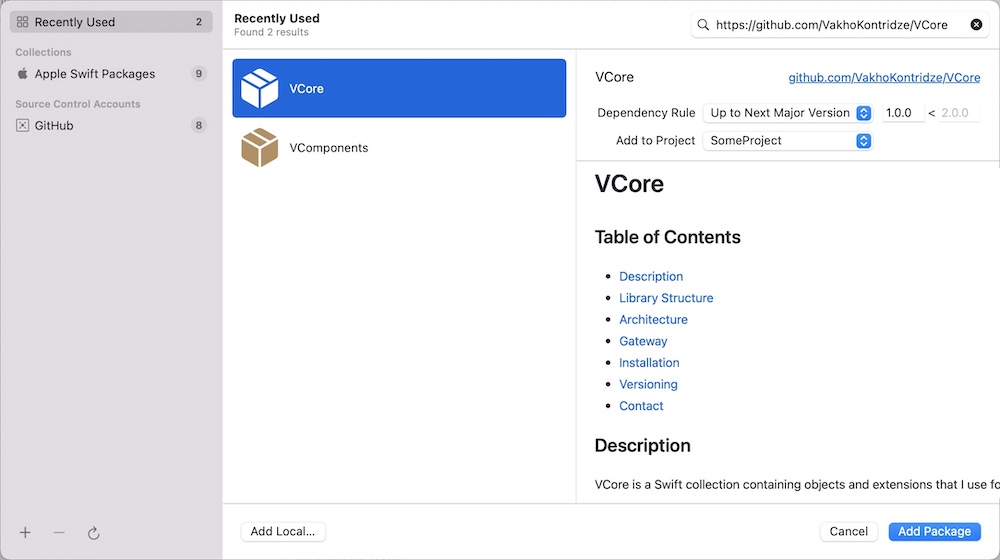 Recently Used 2
Collections
Apple Swift Packages 9
Source Control Accounts
GitHub 8
Recently Used
Found 2 results
https://github.com/VakhoKontridze/VCore
VCore
VComponents
VCore github.com/VakhoKontridze/VCore
Dependency Rule Up to Next Major Version 1.0.0 < 2.0.0
Add to Project SomeProject
VCore
Table of Contents
• Description
• Library Structure
• Architecture
• Gateway
• Installation
• Versioning
• Contact
Description
VCore is a Swift collection containing objects and extensions that I use fo
Add Local... Cancel Add Package